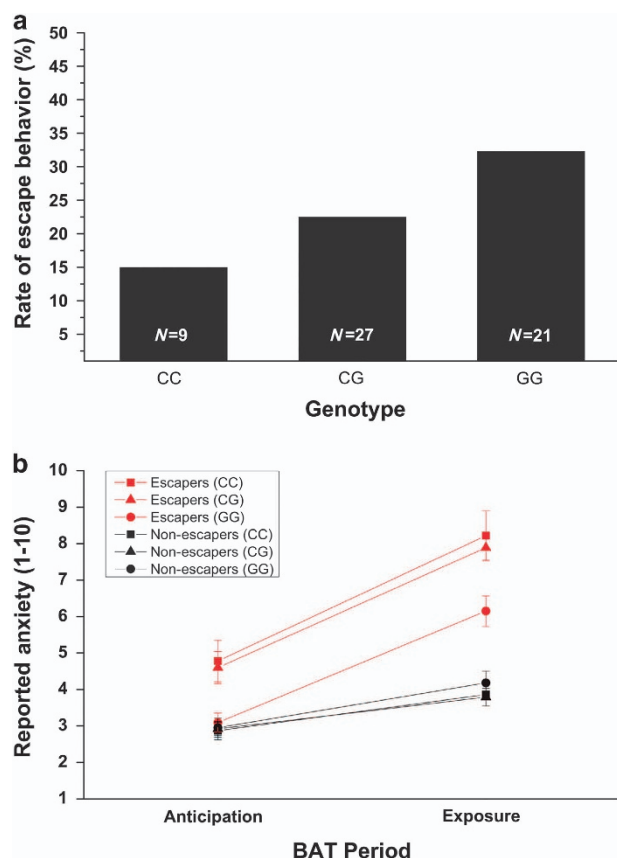 a
50
45
40
35
30
25
20
15
10
5
Rate of escape behavior (%)
N=9
N=27
N=21
CC
CG
GG
Genotype
b
10
9
8
7
6
5
4
3
2
1
Reported anxiety (1-10)
Escapers (CC)
Escapers (CG)
Escapers (GG)
Non-escapers (CC)
Non-escapers (CG)
Non-escapers (GG)
Anticipation
Exposure
BAT Period